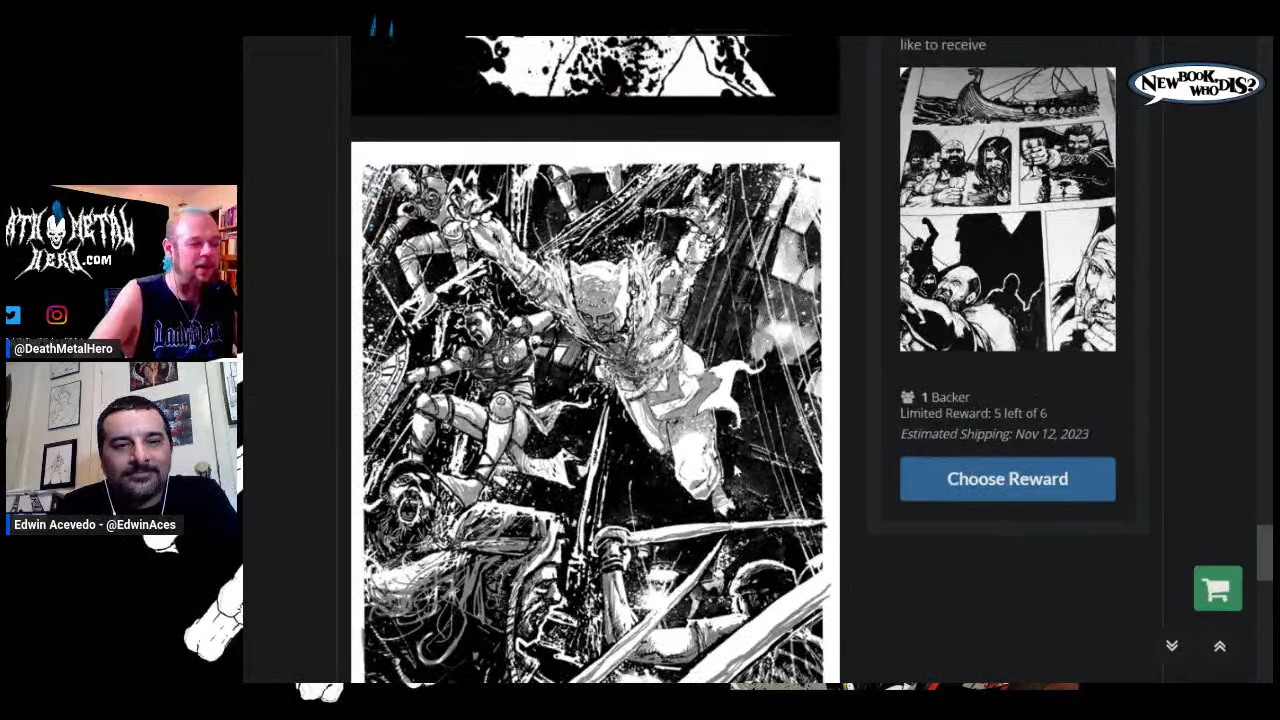 like to receive
NEW BOOK,
WHO DIS?
METAL
HERO.COM
@DeathMetalHero
Edwin Acevedo - @EdwinAces
1 Backer
Limited Reward: 5 left of 6
Estimated Shipping: Nov 12, 2023
Choose Reward